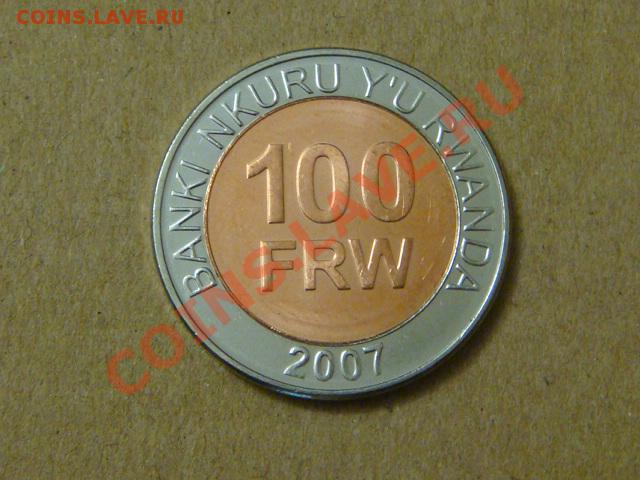 COINS.LAVE.RU
BANKI NKURU Y'U RWANDA
100
FRW
2007
COINS.LAVE.RU